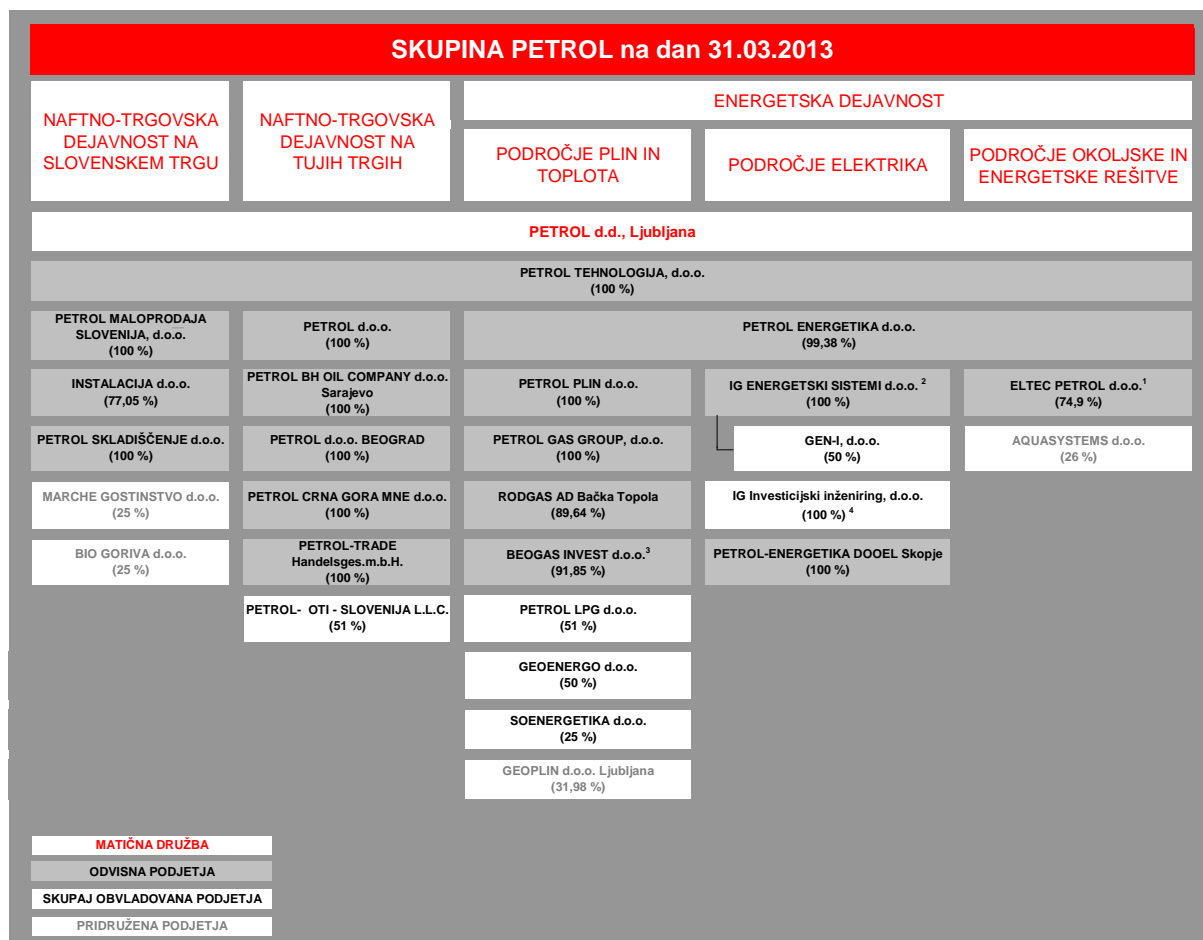 SKUPINA PETROL na dan 31.03.2013
NAFTNO-TRGOVSKA
DEJAVNOST NA
SLOVENSKEM TRGU
NAFTNO-TRGOVSKA
DEJAVNOST NA
TUJIH TRGIH
ENERGETSKA DEJAVNOST
PODROČJE PLIN IN
TOPLOTA
PODROČJE ELEKTRIKA
PODROČJE OKOLJSKE IN
ENERGETSKE REŠITVE
PETROL d.d., Ljubljana
PETROL TEHNOLOGIJA, d.o.o.
(100 %)
PETROL MALOPRODAJA
SLOVENIJA, d.o.o.
(100 %)
PETROL d.o.o.
(100 %)
PETROL ENERGETIKA d.o.o.
(99,38 %)
INSTALACIJA d.o.o.
(77,05 %)
PETROL BH OIL COMPANY d.o.o.
Sarajevo
(100 %)
PETROL PLIN d.o.o.
(100 %)
IG ENERGETSKI SISTEMI d.o.o. ²
(100 %)
ELTEC PETROL d.o.o.¹
(74,9 %)
PETROL SKLADIŠČENJE d.o.o.
(100 %)
PETROL d.o.o. BEOGRAD
(100 %)
PETROL GAS GROUP, d.o.o.
(100 %)
GEN-I, d.o.o.
(50 %)
AQUASYSTEMS d.o.o.
(26 %)
MARCHE GOSTINSTVO d.o.o.
(25 %)
PETROL CRNA GORA MNE d.o.o.
(100 %)
RODGAS AD Bačka Topola
(89,64 %)
IG Investicijski inženiring, d.o.o.
(100 %) ⁴
BIO GORIVA d.o.o.
(25 %)
PETROL-TRADE
Handelsges.m.b.H.
(100 %)
BEOGAS INVEST d.o.o.³
(91,85 %)
PETROL-ENERGETIKA DOOEL Skopje
(100 %)
PETROL- OTI - SLOVENIJA L.L.C.
(51 %)
PETROL LPG d.o.o.
(51 %)
GEOENERGO d.o.o.
(50 %)
SOENERGETIKA d.o.o.
(25 %)
GEOPLIN d.o.o. Ljubljana
(31,98 %)
MATIČNA DRUŽBA
ODVISNA PODJETJA
SKUPAJ OBVLADOVANA PODJETJA
PRIDRUŽENA PODJETJA